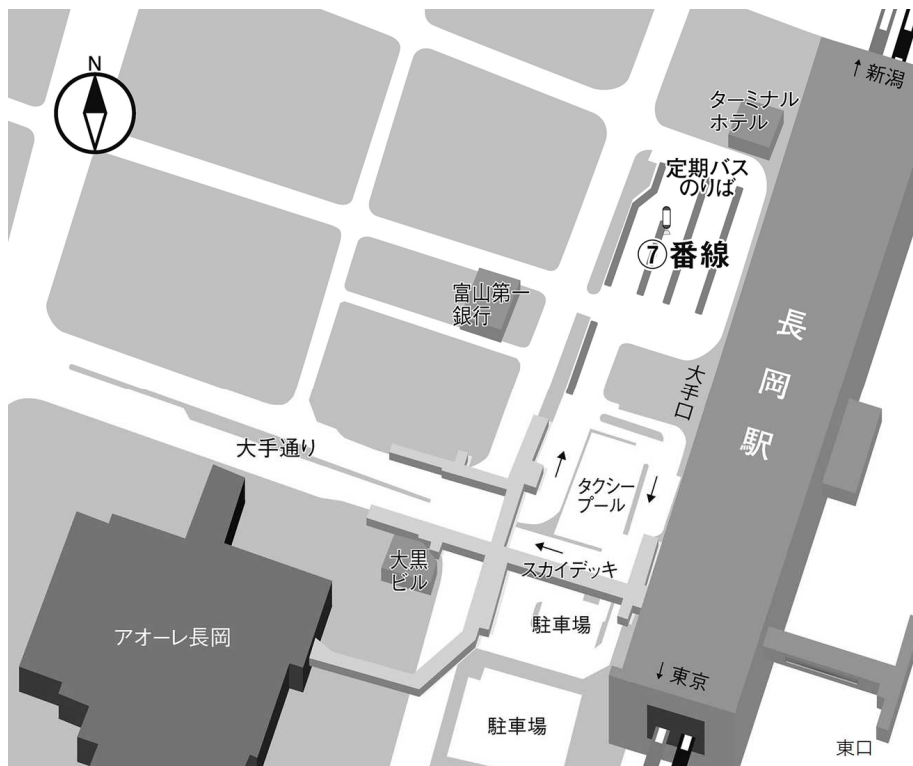 N
↑新潟
ターミナル
ホテル
定期バス
のりば
⑦番線
富山第一
銀行
長岡駅
大手口
大手通り
タクシー
プール
スカイデッキ
大黒
ビル
駐車場
アオーレ長岡
↓東京
駐車場
東口